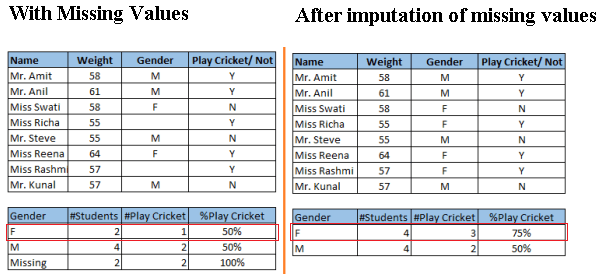 With Missing Values
Name Weight Gender Play Cricket/ Not
Mr. Amit 58 M Y
Mr. Anil 61 M Y
Miss Swati 58 F N
Miss Richa 55 Y
Mr. Steve 55 M N
Miss Reena 64 F Y
Miss Rashmi 57 Y
Mr. Kunal 57 M N
Gender #Students #Play Cricket %Play Cricket
F 2 1 50%
M 4 2 50%
Missing 2 2 100%
After imputation of missing values
Name Weight Gender Play Cricket/ Not
Mr. Amit 58 M Y
Mr. Anil 61 M Y
Miss Swati 58 F N
Miss Richa 55 F Y
Mr. Steve 55 M N
Miss Reena 64 F Y
Miss Rashmi 57 F Y
Mr. Kunal 57 M N
Gender #Students #Play Cricket %Play Cricket
F 4 3 75%
M 4 2 50%